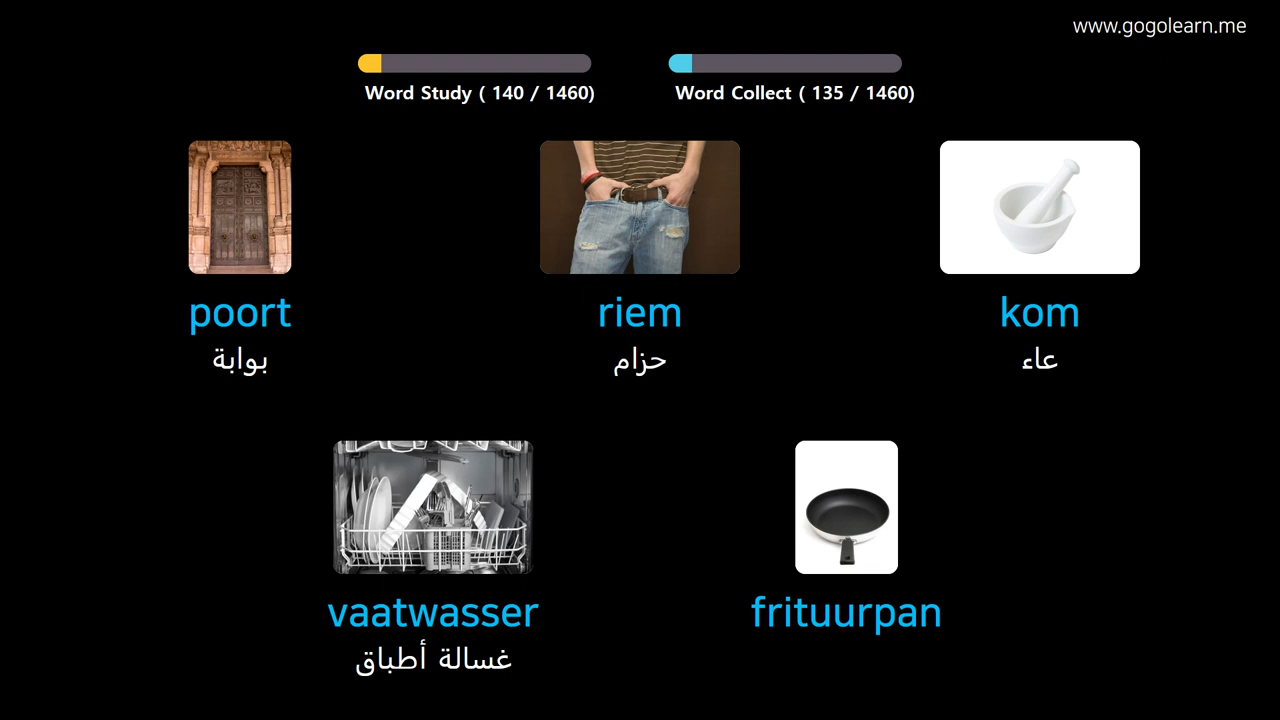 www.gogolearn.me
Word Study ( 140 / 1460)
Word Collect ( 135 / 1460)
poort
riem
kom
بوابة
حزام
عاء
vaatwasser
frituurpan
غسالة أطباق